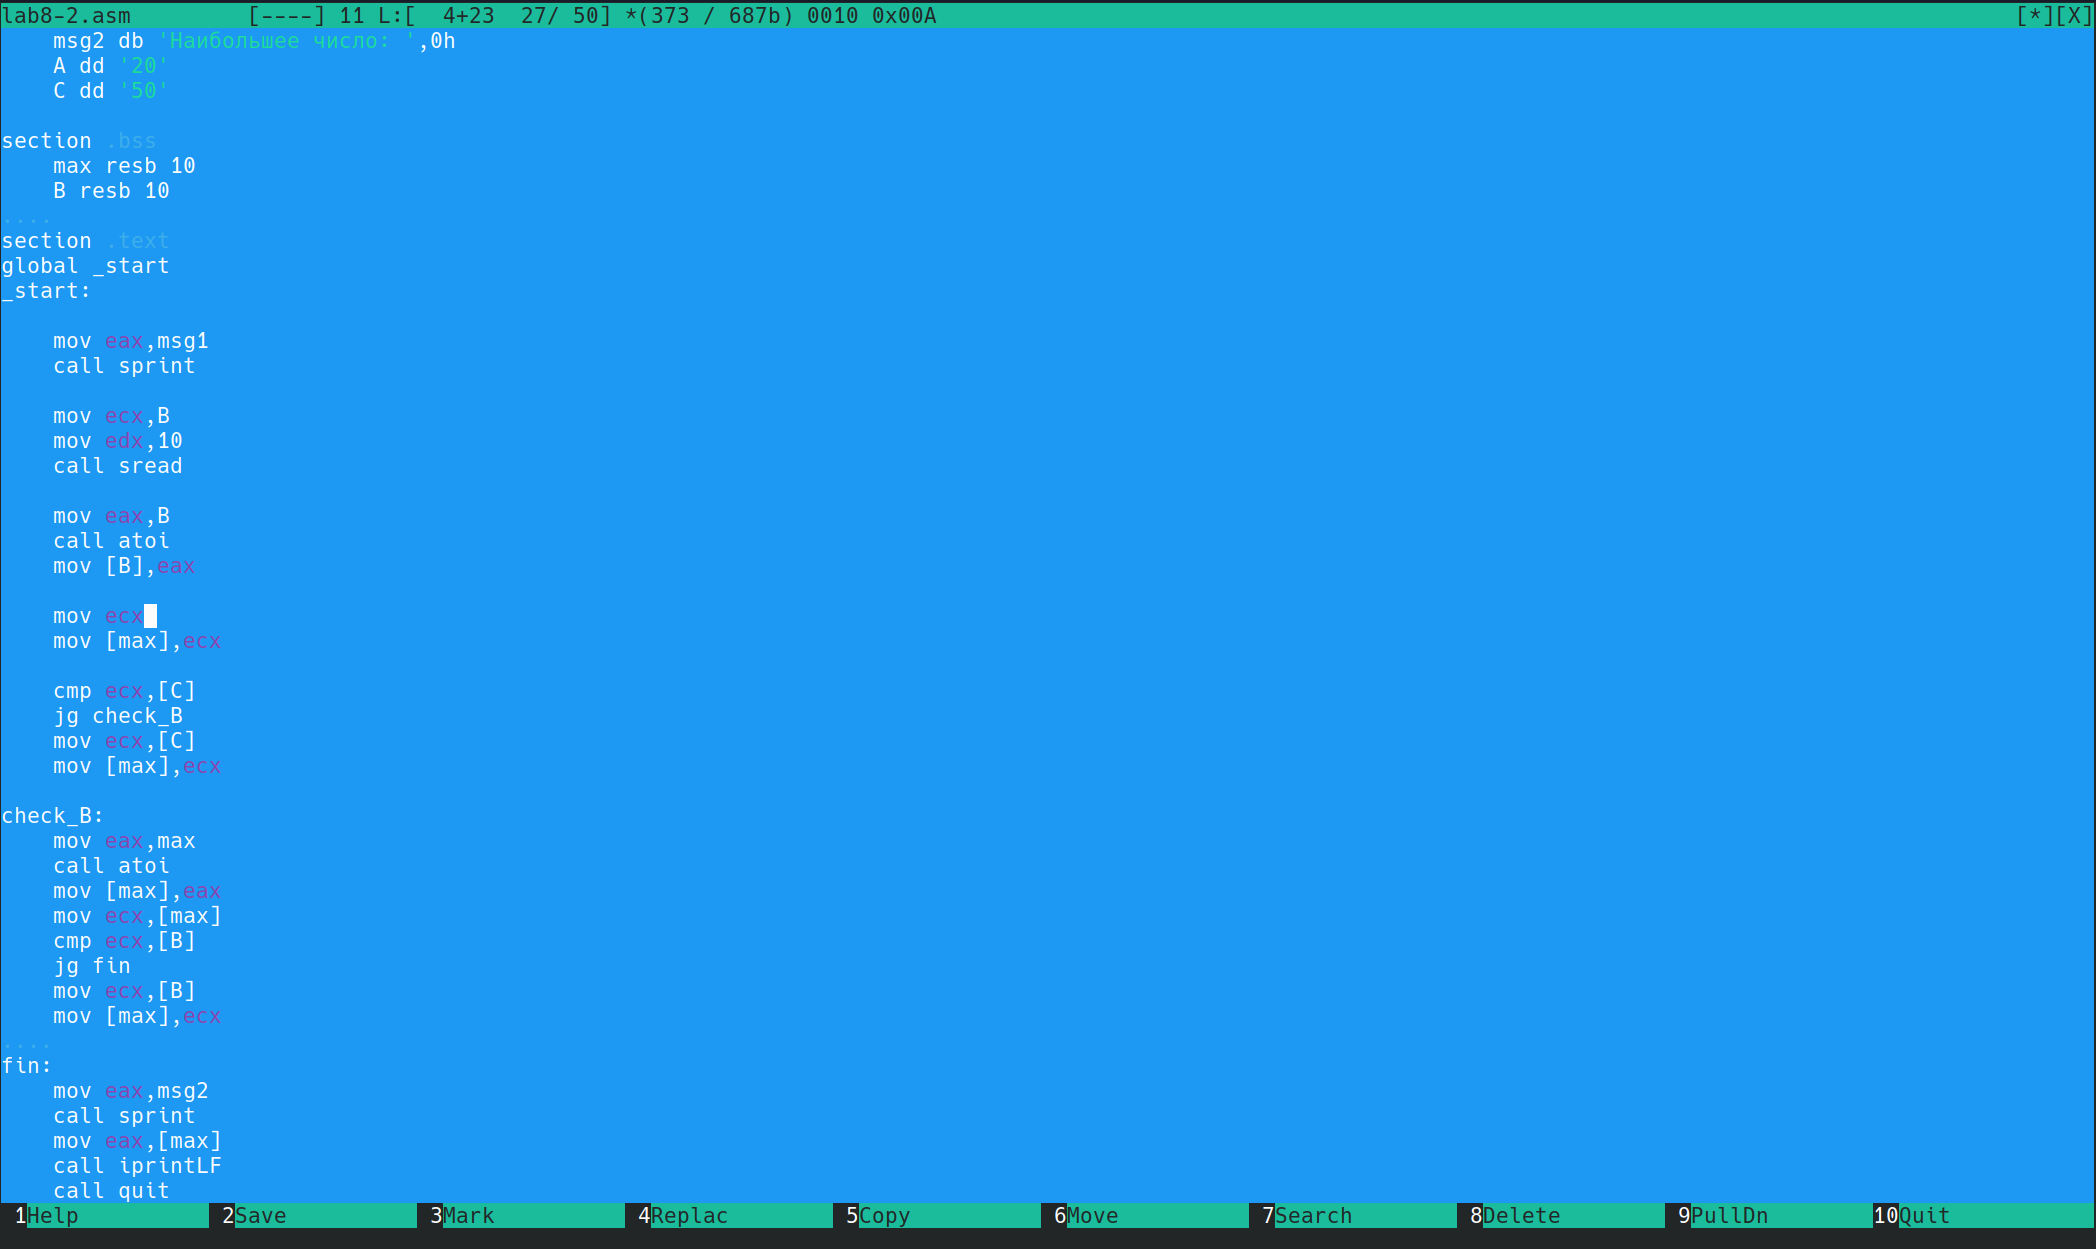 lab8-2.asm         [----] 11 L:[  4+23  27/ 50] *(373 / 687b) 0010 0x00A                                                                                   [*][X]
    msg2 db 'Наибольшее число: ',0h
    A dd '20'
    C dd '50'

section .bss
    max resb 10
    B resb 10
....
section .text
global _start
_start:

    mov eax,msg1
    call sprint

    mov ecx,B
    mov edx,10
    call sread

    mov eax,B
    call atoi
    mov [B],eax

    mov ecx
    mov [max],ecx

    cmp ecx,[C]
    jg check_B
    mov ecx,[C]
    mov [max],ecx

check_B:
    mov eax,max
    call atoi
    mov [max],eax
    mov ecx,[max]
    cmp ecx,[B]
    jg fin
    mov ecx,[B]
    mov [max],ecx
....
fin:
    mov eax,msg2
    call sprint
    mov eax,[max]
    call iprintLF
    call quit
 1Help           2Save           3Mark           4Replac         5Copy           6Move           7Search         8Delete         9PullDn        10Quit